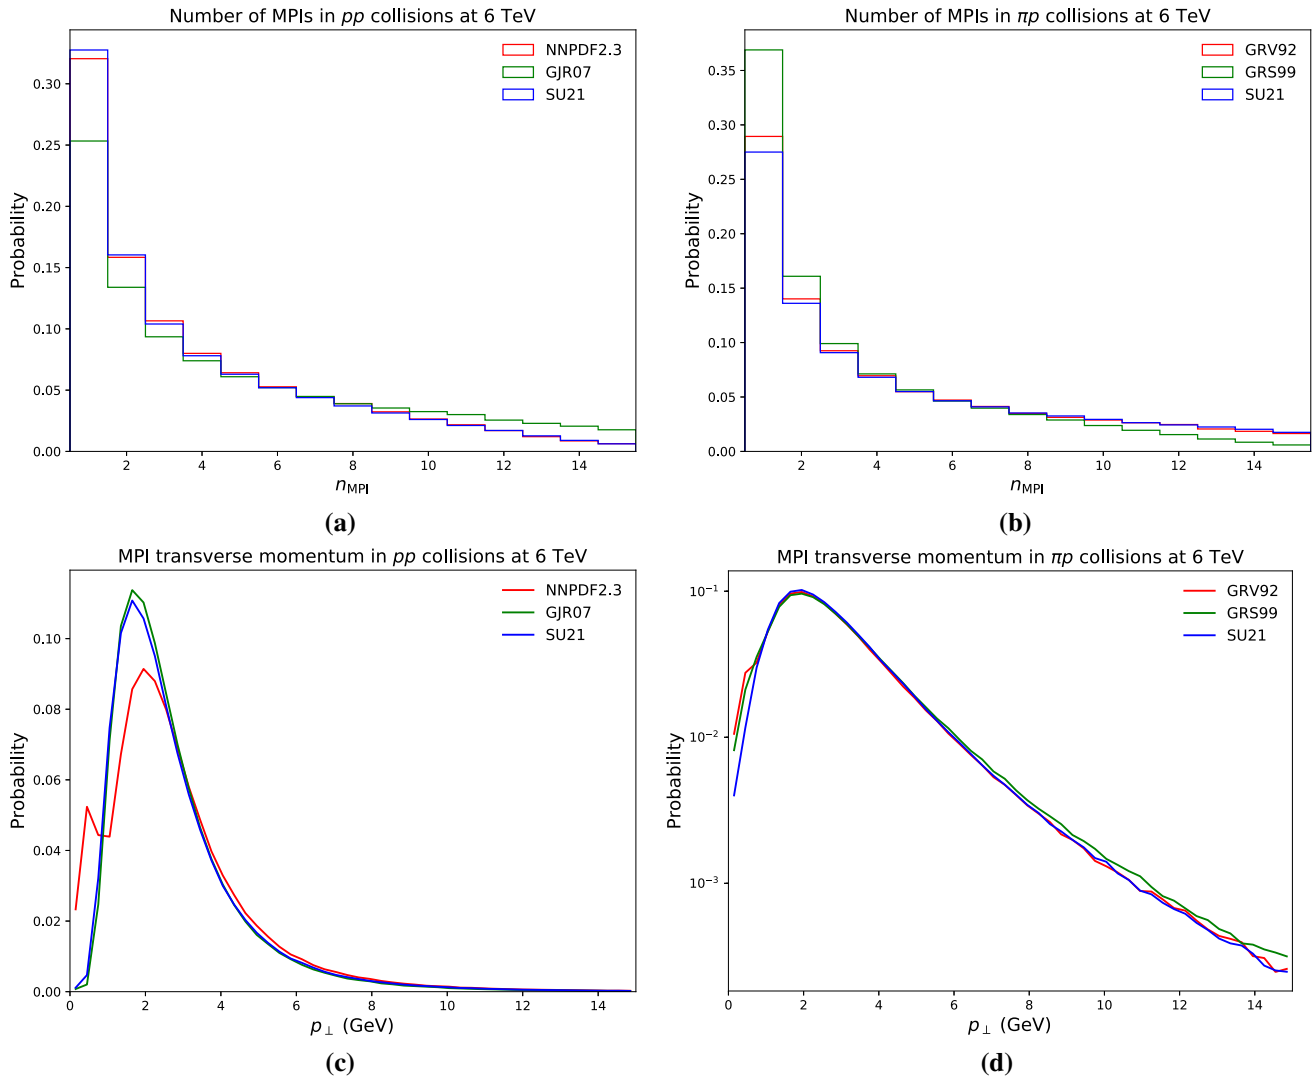 Number of MPIs in pp collisions at 6 TeV
NNPDF2.3
GJR07
SU21
Probability
0.30
0.25
0.20
0.15
0.10
0.05
0.00
2 4 6 8 10 12 14
n_MPI
(a)
Number of MPIs in πp collisions at 6 TeV
GRV92
GRS99
SU21
Probability
0.35
0.30
0.25
0.20
0.15
0.10
0.05
0.00
2 4 6 8 10 12 14
n_MPI
(b)
MPI transverse momentum in pp collisions at 6 TeV
NNPDF2.3
GJR07
SU21
Probability
0.10
0.08
0.06
0.04
0.02
0.00
0 2 4 6 8 10 12 14
p⊥ (GeV)
(c)
MPI transverse momentum in πp collisions at 6 TeV
GRV92
GRS99
SU21
Probability
10⁻¹
10⁻²
10⁻³
0 2 4 6 8 10 12 14
p⊥ (GeV)
(d)